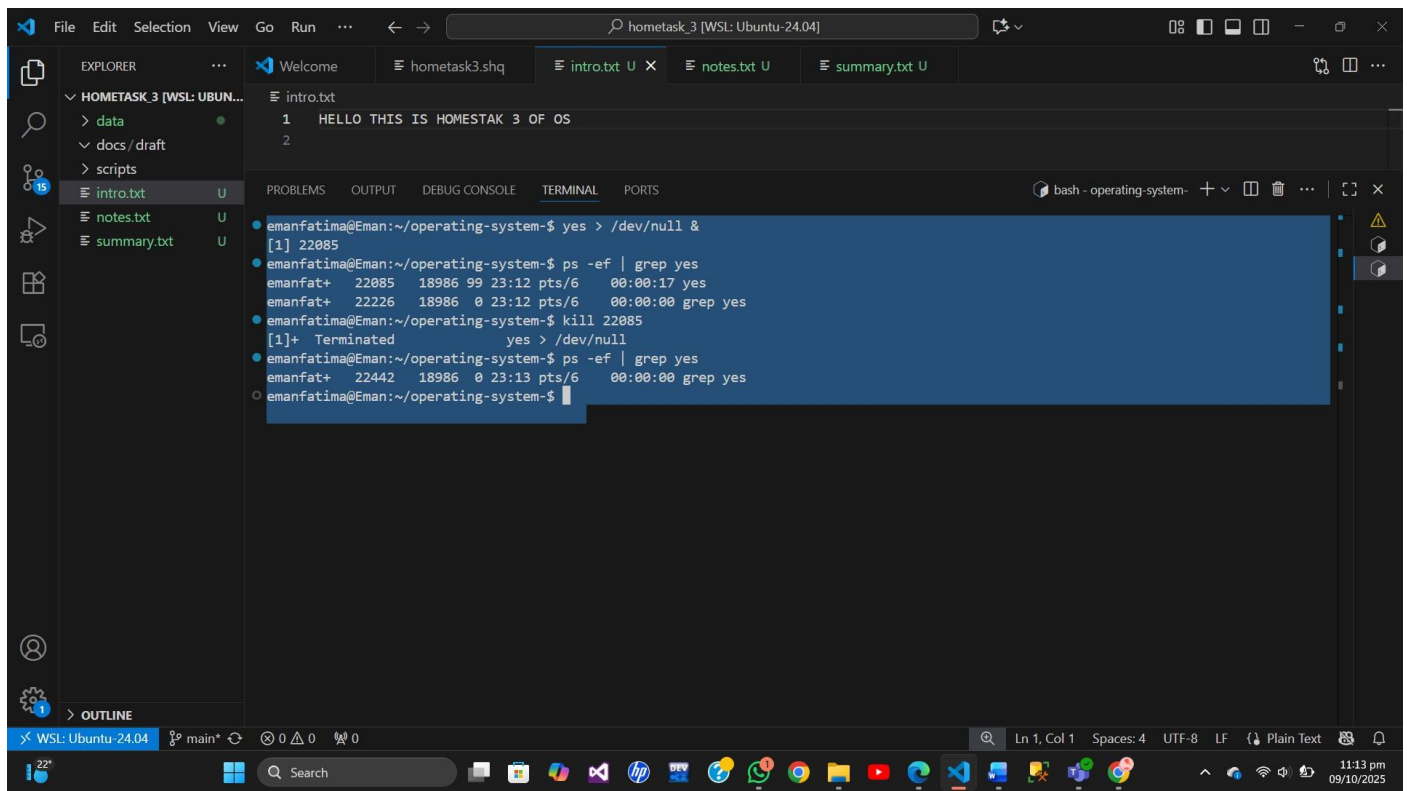 File Edit Selection View Go Run ··· ← → hometask_3 [WSL: Ubuntu-24.04]
EXPLORER ···
HOMETASK_3 [WSL: UBUN...
> data
docs / draft
> scripts
intro.txt U
notes.txt U
summary.txt U
> OUTLINE
15
1
Welcome hometask3.shq intro.txt U × notes.txt U summary.txt U
intro.txt
1 HELLO THIS IS HOMESTAK 3 OF OS
2
PROBLEMS OUTPUT DEBUG CONSOLE TERMINAL PORTS bash - operating-system-
emanfatima@Eman:~/operating-system-$ yes > /dev/null &
[1] 22085
emanfatima@Eman:~/operating-system-$ ps -ef | grep yes
emanfat+ 22085 18986 99 23:12 pts/6 00:00:17 yes
emanfat+ 22226 18986 0 23:12 pts/6 00:00:00 grep yes
emanfatima@Eman:~/operating-system-$ kill 22085
[1]+ Terminated yes > /dev/null
emanfatima@Eman:~/operating-system-$ ps -ef | grep yes
emanfat+ 22442 18986 0 23:13 pts/6 00:00:00 grep yes
emanfatima@Eman:~/operating-system-$
WSL: Ubuntu-24.04 main* 0 0 0 Ln 1, Col 1 Spaces: 4 UTF-8 LF Plain Text
22° Search hp DEV 11:13 pm
09/10/2025